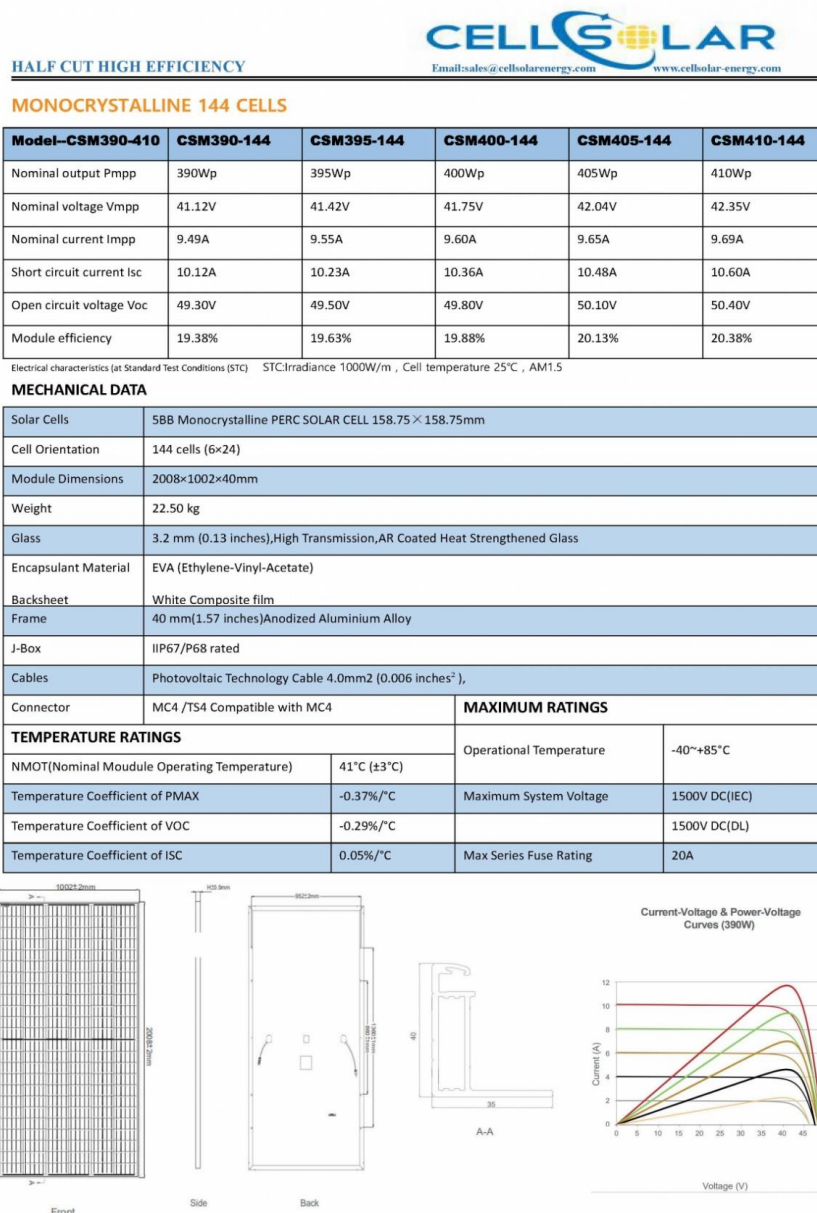 CELL SOLAR
HALF CUT HIGH EFFICIENCY
Email:sales@cellsolarenergy.com www.cellsolar-energy.com
MONOCRYSTALLINE 144 CELLS
Model--CSM390-410 CSM390-144 CSM395-144 CSM400-144 CSM405-144 CSM410-144
Nominal output Pmpp 390Wp 395Wp 400Wp 405Wp 410Wp
Nominal voltage Vmpp 41.12V 41.42V 41.75V 42.04V 42.35V
Nominal current Impp 9.49A 9.55A 9.60A 9.65A 9.69A
Short circuit current Isc 10.12A 10.23A 10.36A 10.48A 10.60A
Open circuit voltage Voc 49.30V 49.50V 49.80V 50.10V 50.40V
Module efficiency 19.38% 19.63% 19.88% 20.13% 20.38%
Electrical characteristics (at Standard Test Conditions (STC) STC:Irradiance 1000W/m , Cell temperature 25℃ , AM1.5
MECHANICAL DATA
Solar Cells 5BB Monocrystalline PERC SOLAR CELL 158.75×158.75mm
Cell Orientation 144 cells (6×24)
Module Dimensions 2008×1002×40mm
Weight 22.50 kg
Glass 3.2 mm (0.13 inches),High Transmission,AR Coated Heat Strengthened Glass
Encapsulant Material EVA (Ethylene-Vinyl-Acetate)
Backsheet White Composite film
Frame 40 mm(1.57 inches)Anodized Aluminium Alloy
J-Box IIP67/P68 rated
Cables Photovoltaic Technology Cable 4.0mm2 (0.006 inches² ),
Connector MC4 /TS4 Compatible with MC4
MAXIMUM RATINGS
TEMPERATURE RATINGS
Operational Temperature -40~+85°C
NMOT(Nominal Moudule Operating Temperature) 41°C (±3°C)
Temperature Coefficient of PMAX -0.37%/°C Maximum System Voltage 1500V DC(IEC)
Temperature Coefficient of VOC -0.29%/°C 1500V DC(DL)
Temperature Coefficient of ISC 0.05%/°C Max Series Fuse Rating 20A
1002±2mm
A
2008±2mm
A
Front
Side
952±2mm
Back
40
35
A-A
Current-Voltage & Power-Voltage
Curves (390W)
Current (A)
12
10
8
6
4
2
0
0 5 10 15 20 25 30 35 40 45
Voltage (V)